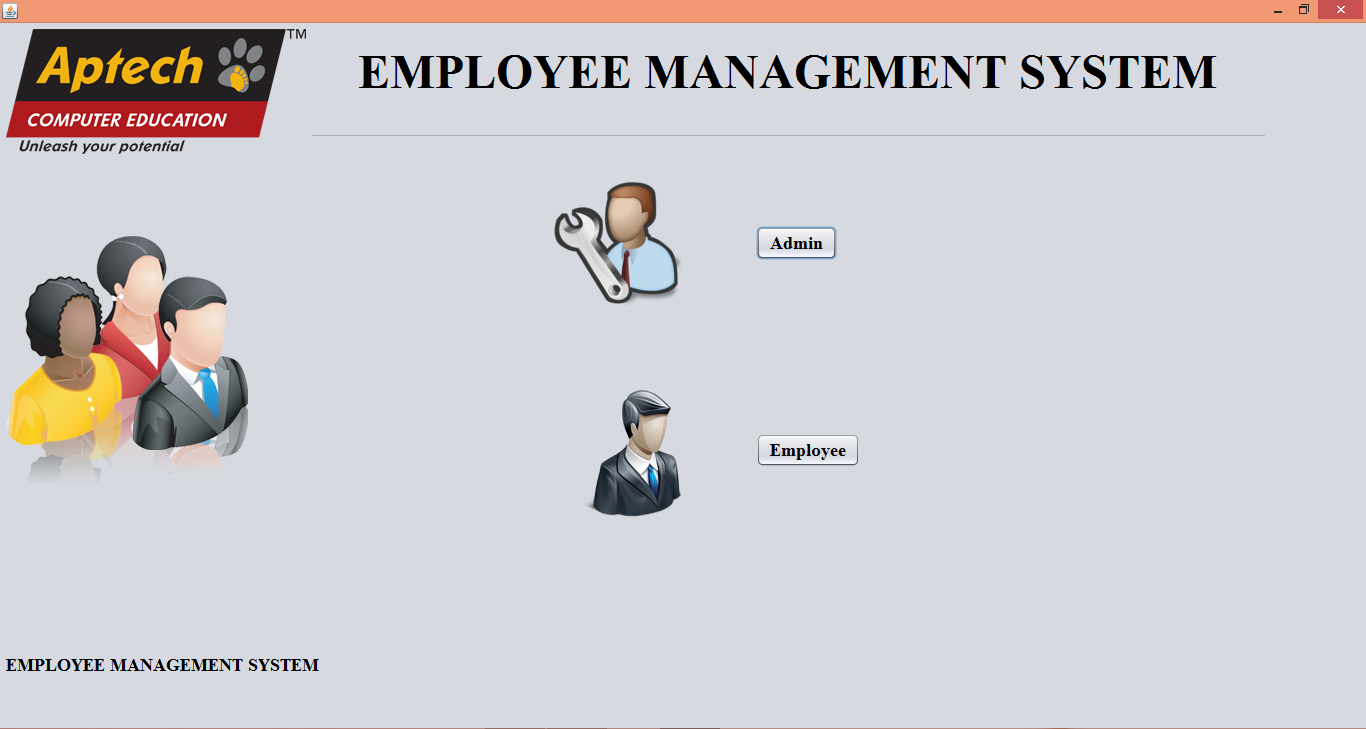 Aptech
TM
COMPUTER EDUCATION
Unleash your potential
EMPLOYEE MANAGEMENT SYSTEM
Admin
Employee
EMPLOYEE MANAGEMENT SYSTEM